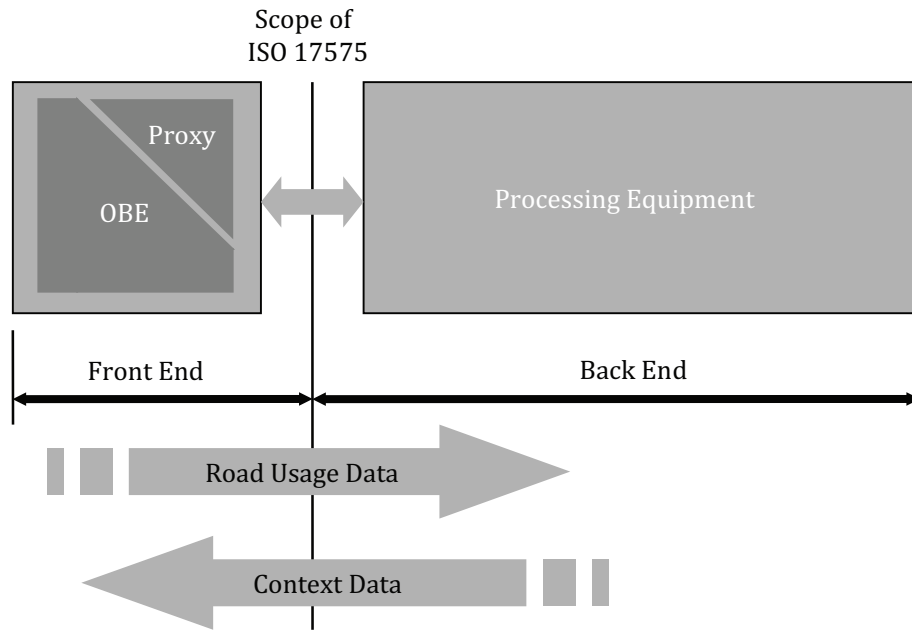 Scope of
ISO 17575
Proxy
OBE
Processing Equipment
Front End
Back End
Road Usage Data
Context Data